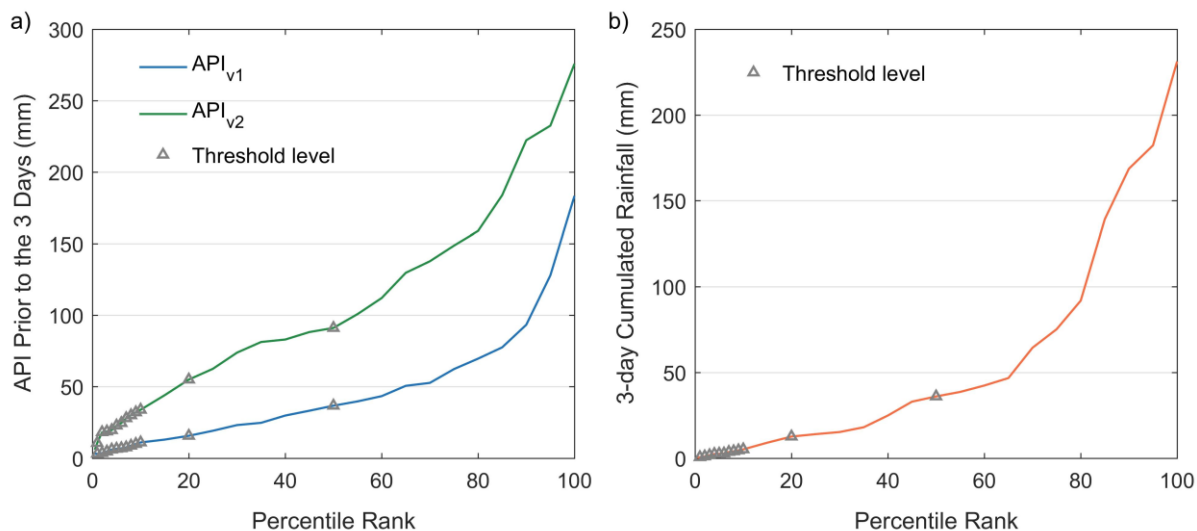 a)
300
250
200
150
100
50
0
API Prior to the 3 Days (mm)
API_v1
API_v2
Threshold level
0 20 40 60 80 100
Percentile Rank
b)
250
200
150
100
50
0
3-day Cumulated Rainfall (mm)
Threshold level
0 20 40 60 80 100
Percentile Rank